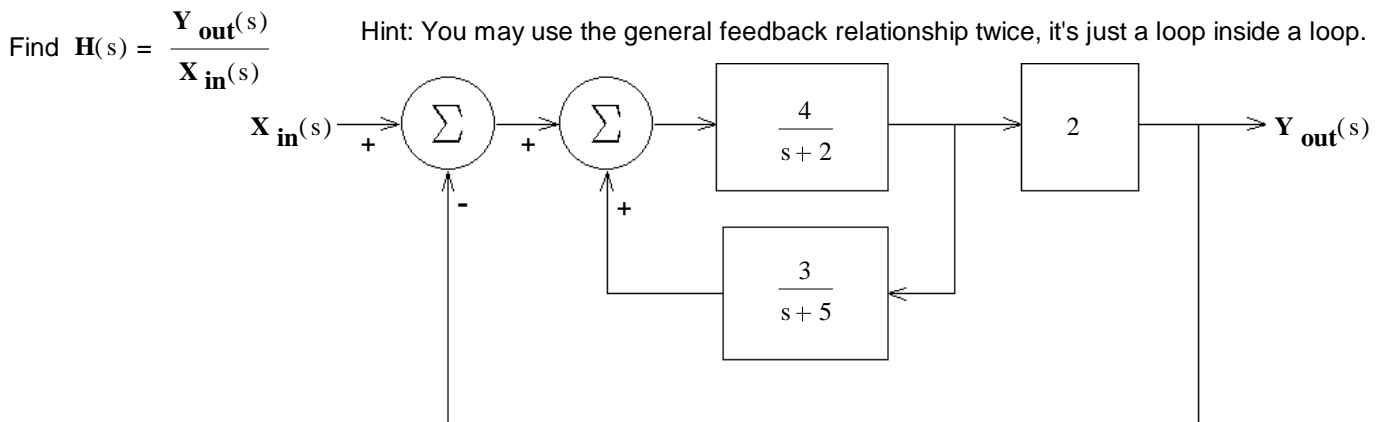 Find H(s) = Y out(s) / X in(s)
Hint: You may use the general feedback relationship twice, it's just a loop inside a loop.
X in(s)
+
Σ
+
Σ
4
s + 2
2
Y out(s)
-
+
3
s + 5